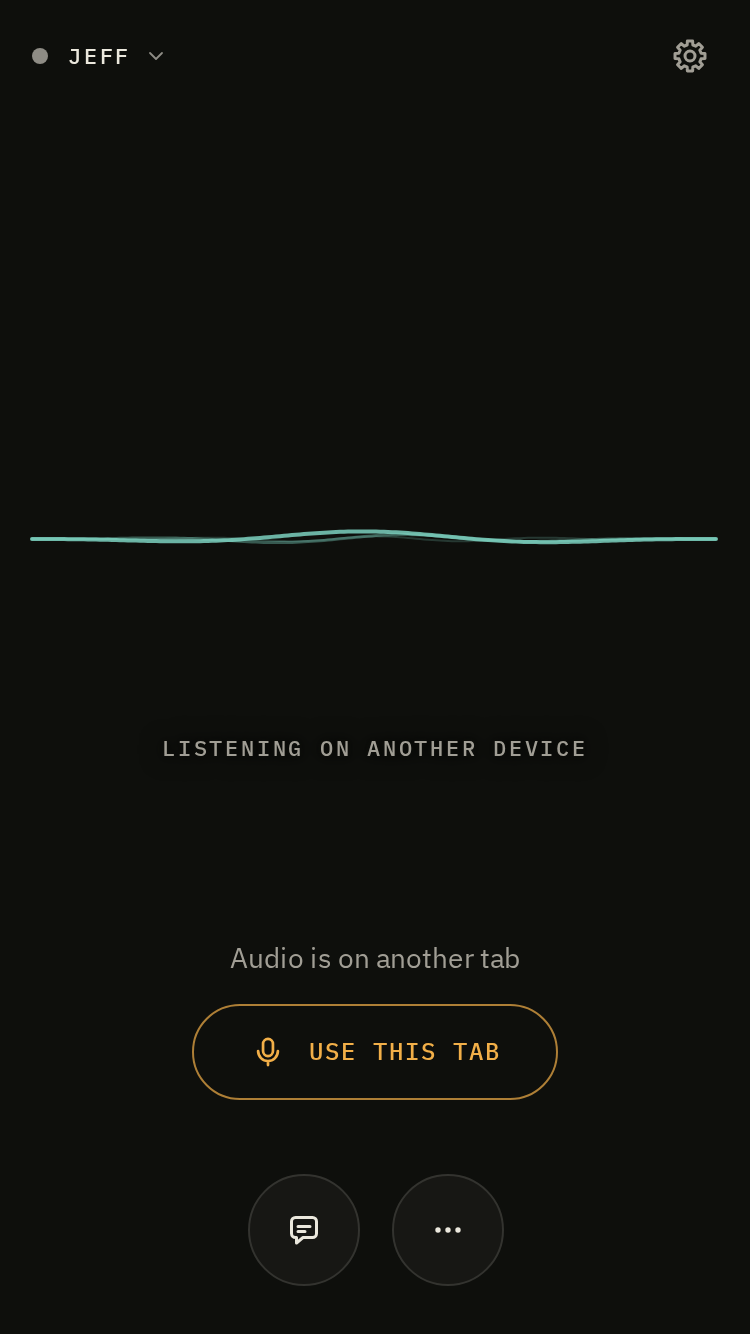 JEFF
LISTENING ON ANOTHER DEVICE
Audio is on another tab
USE THIS TAB